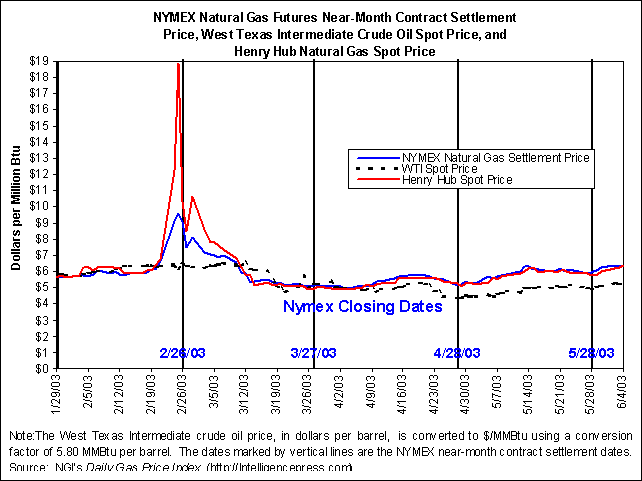 NYMEX Natural Gas Futures Near-Month Contract Settlement
Price, West Texas Intermediate Crude Oil Spot Price, and
Henry Hub Natural Gas Spot Price
Dollars per Million Btu
$19
$18
$17
$16
$15
$14
$13
$12
$11
$10
$9
$8
$7
$6
$5
$4
$3
$2
$1
$0
NYMEX Natural Gas Settlement Price
WTI Spot Price
Henry Hub Spot Price
Nymex Closing Dates
2/26/03 3/27/03 4/28/03 5/28/03
1/29/03 2/5/03 2/12/03 2/19/03 2/26/03 3/5/03 3/12/03 3/19/03 3/26/03 4/2/03 4/9/03 4/16/03 4/23/03 4/30/03 5/7/03 5/14/03 5/21/03 5/28/03 6/4/03
Note:The West Texas Intermediate crude oil price, in dollars per barrel, is converted to $/MMBtu using a conversion
factor of 5.80 MMBtu per barrel. The dates marked by vertical lines are the NYMEX near-month contract settlement dates.
Source: NGI's Daily Gas Price Index (http://Intelligencepress.com)